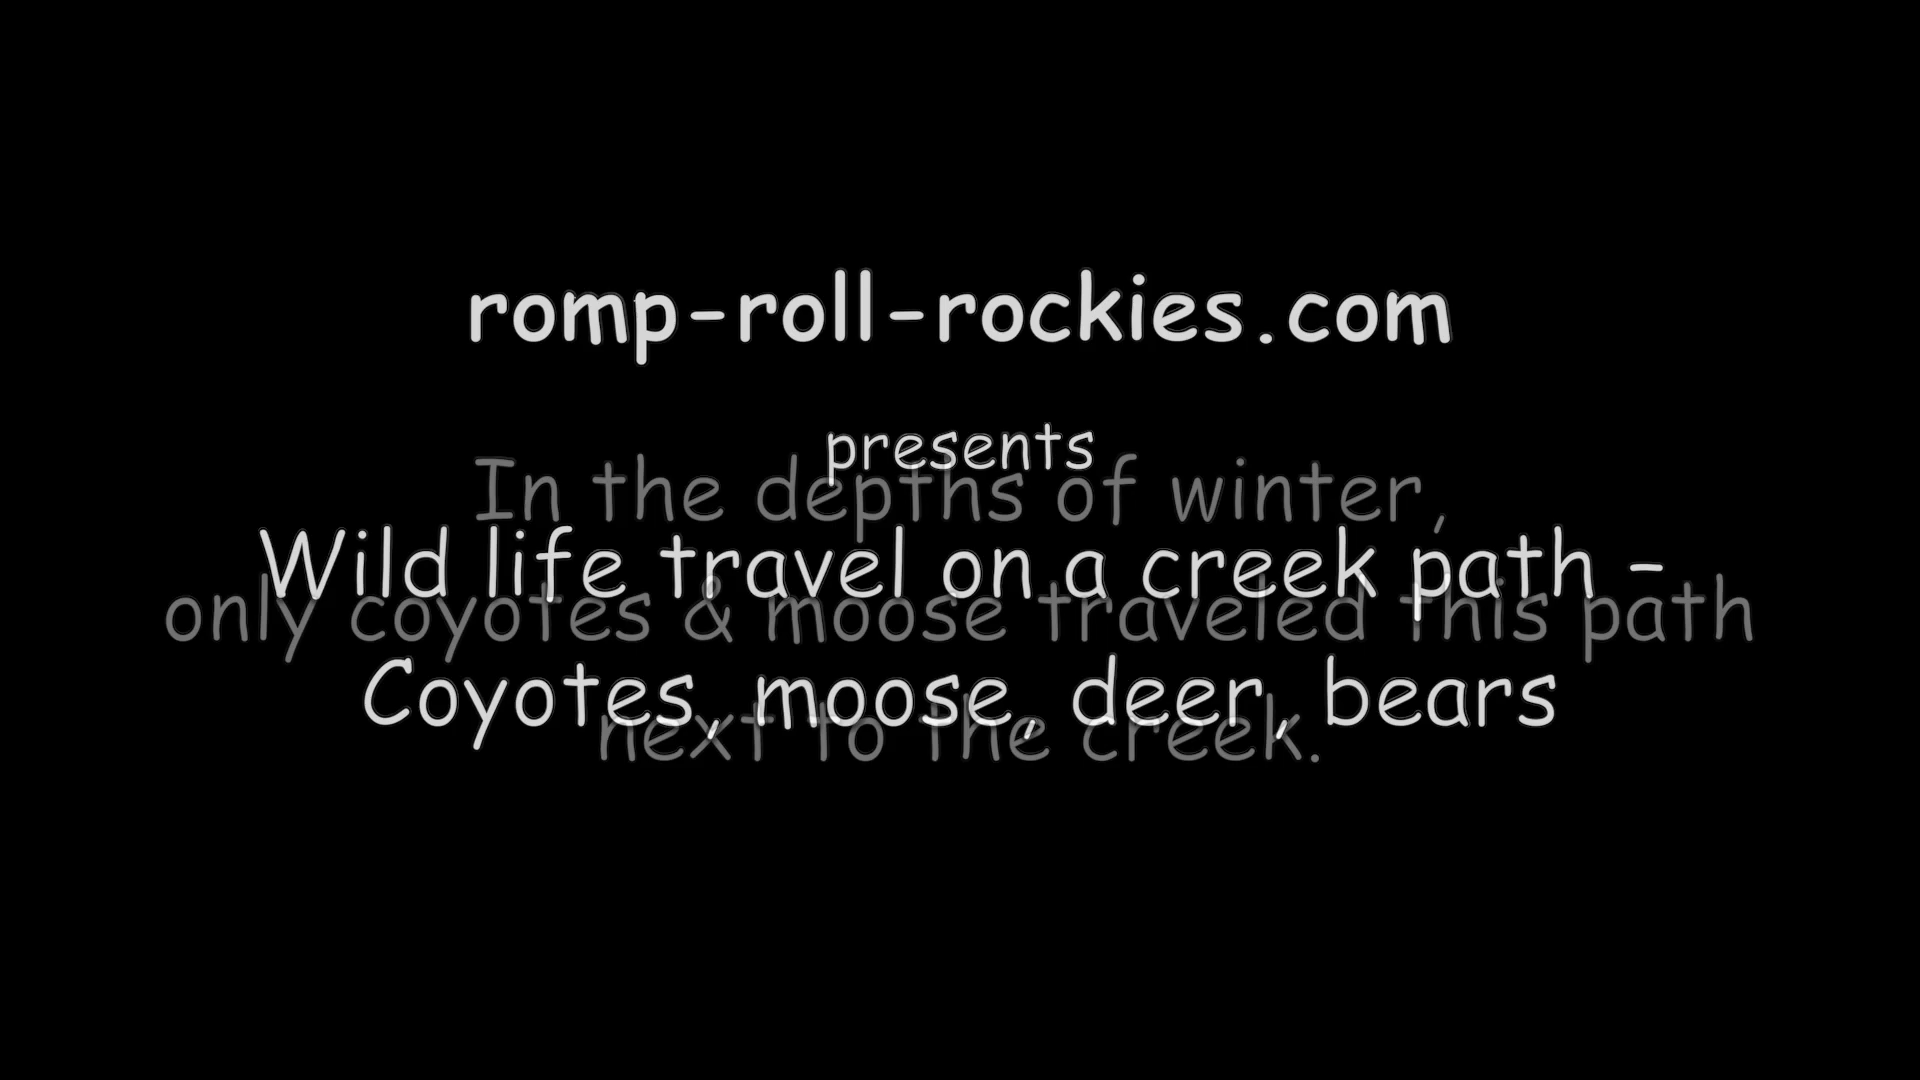 romp-roll-rockies.com
presents
In the depths of winter,
Wild life travel on a creek path -
only coyotes & moose traveled this path
Coyotes, moose, deer, bears
next to the creek.